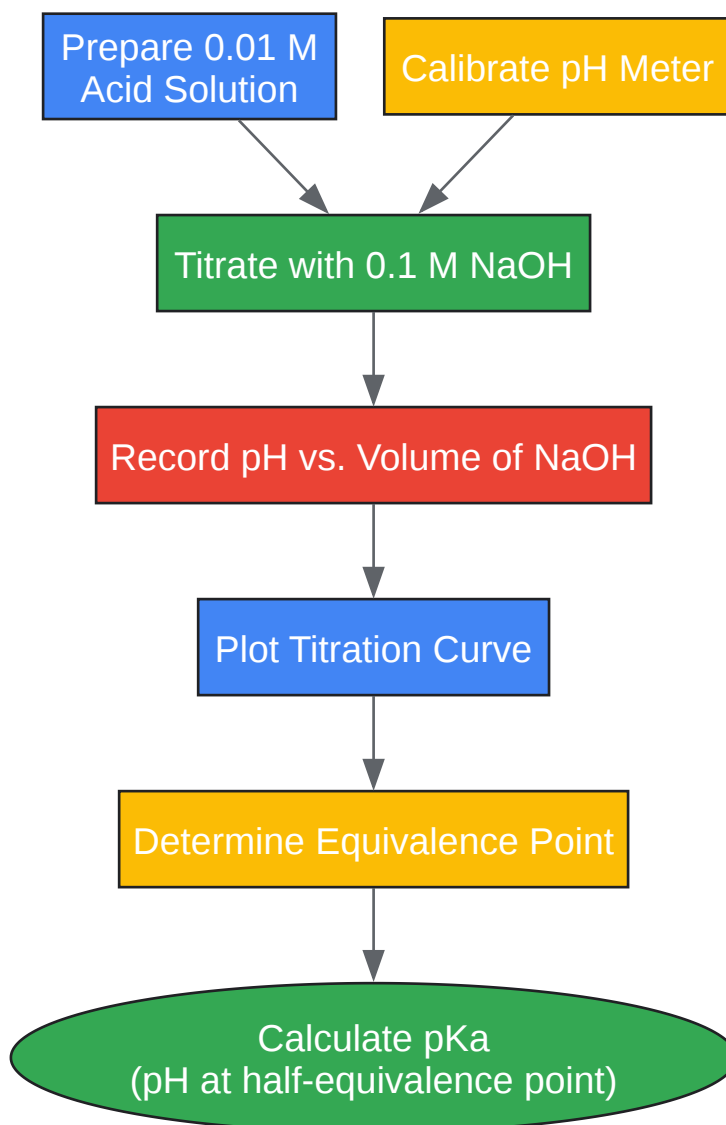 Prepare 0.01 M
Acid Solution
Calibrate pH Meter
Titrate with 0.1 M NaOH
Record pH vs. Volume of NaOH
Plot Titration Curve
Determine Equivalence Point
Calculate pKa
(pH at half-equivalence point)